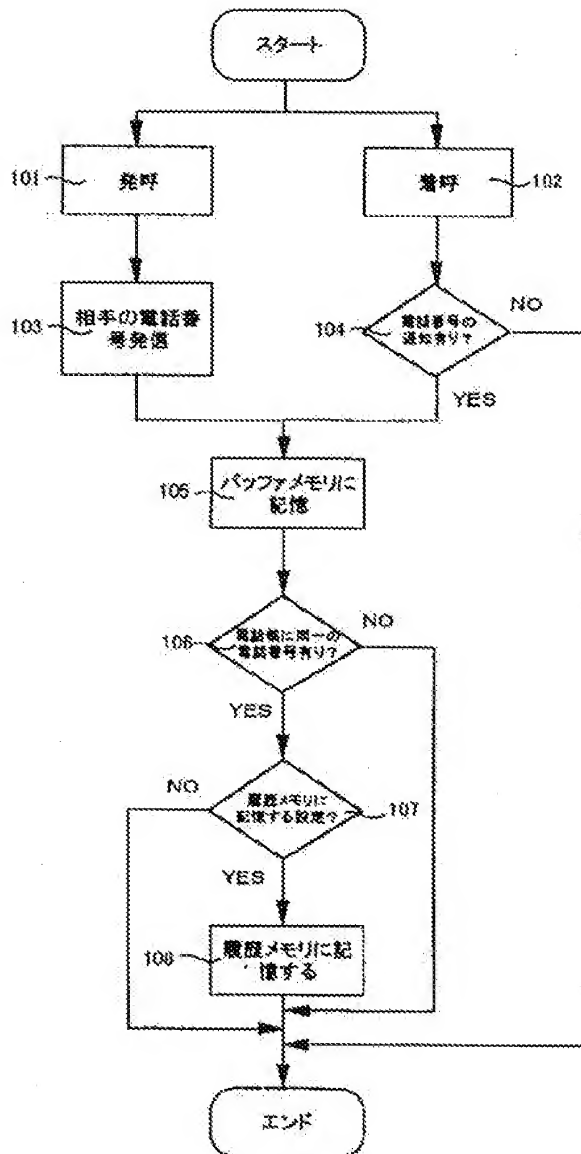 スタート
101
発呼
着呼
102
103
相手の電話番
号発信
104
電話番号の
通知有り?
NO
YES
105
バッファメモリに
記憶
106
電話帳に同一の
電話番号有り?
NO
YES
NO
履歴メモリに
記憶する設定?
107
YES
108
履歴メモリに記
憶する
エンド